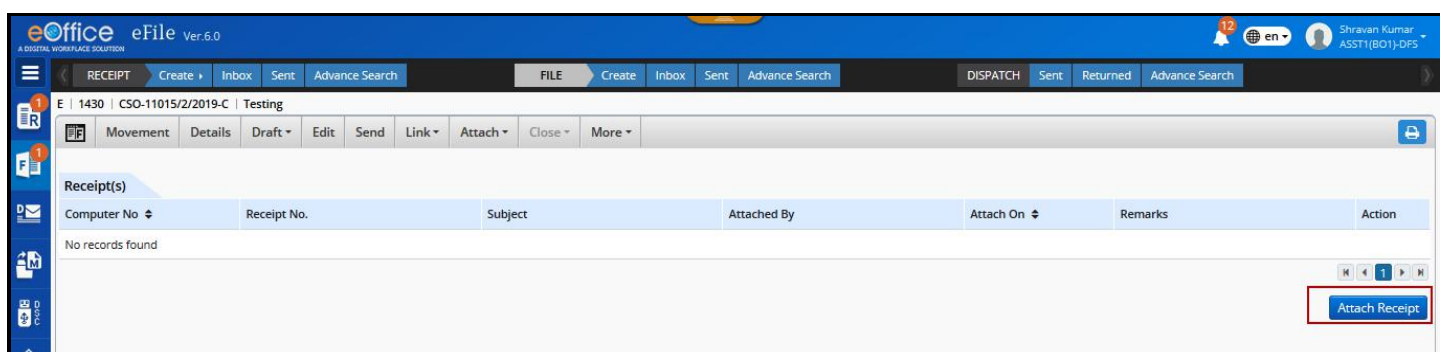 eOffice eFile Ver.6.0
A DIGITAL WORKPLACE SOLUTION
12
en
Shravan Kumar
ASST1(BO1)-DFS
RECEIPT Create Inbox Sent Advance Search FILE Create Inbox Sent Advance Search DISPATCH Sent Returned Advance Search
E | 1430 | CSO-11015/2/2019-C | Testing
1
R
F Movement Details Draft Edit Send Link Attach Close More
1
F
Receipt(s)
D
Computer No Receipt No. Subject Attached By Attach On Remarks Action
No records found
M
1
DSC
Attach Receipt